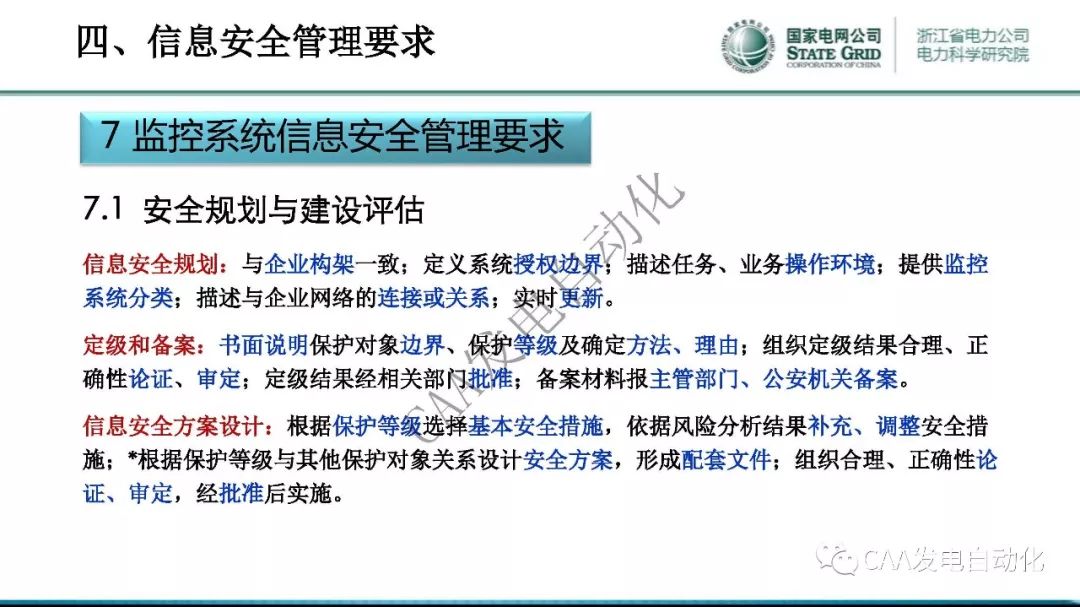 四、信息安全管理要求
国家电网公司
STATE GRID
CORPORATION OF CHINA
浙江省电力公司
电力科学研究院
7 监控系统信息安全管理要求
7.1 安全规划与建设评估
信息安全规划：与企业构架一致；定义系统授权边界；描述任务、业务操作环境；提供监控
系统分类；描述与企业网络的连接或关系；实时更新。
定级和备案：书面说明保护对象边界、保护等级及确定方法、理由；组织定级结果合理、正
确性论证、审定；定级结果经相关部门批准；备案材料报主管部门、公安机关备案。
信息安全方案设计：根据保护等级选择基本安全措施，依据风险分析结果补充、调整安全措
施；*根据保护等级与其他保护对象关系设计安全方案，形成配套文件；组织合理、正确性论
证、审定，经批准后实施。
CAA发电自动化
CAA发电自动化